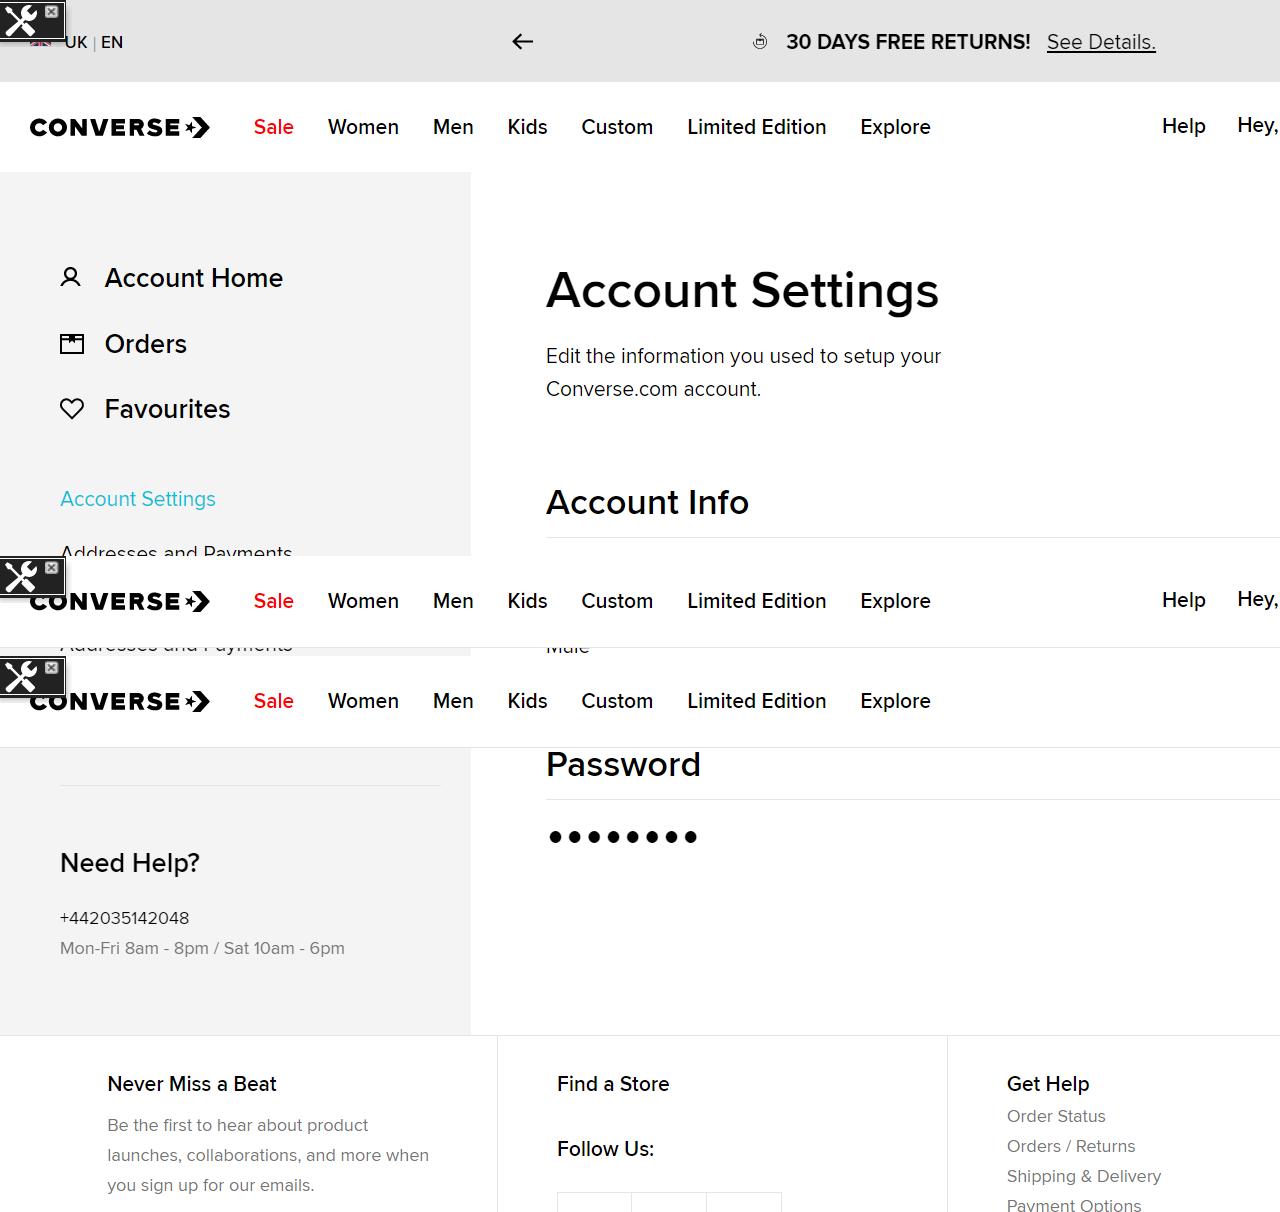 UK | EN
30 DAYS FREE RETURNS! See Details.
CONVERSE Sale Women Men Kids Custom Limited Edition Explore Help Hey,
Account Home
Orders
Favourites
Account Settings
Addresses and Payments
Account Settings
Edit the information you used to setup your
Converse.com account.
Account Info
CONVERSE Sale Women Men Kids Custom Limited Edition Explore Help Hey,
Addresses and Payments
Male
CONVERSE Sale Women Men Kids Custom Limited Edition Explore
Password
••••••••
Need Help?
+442035142048
Mon-Fri 8am - 8pm / Sat 10am - 6pm
Never Miss a Beat
Be the first to hear about product
launches, collaborations, and more when
you sign up for our emails.
Find a Store
Follow Us:
Get Help
Order Status
Orders / Returns
Shipping & Delivery
Payment Options